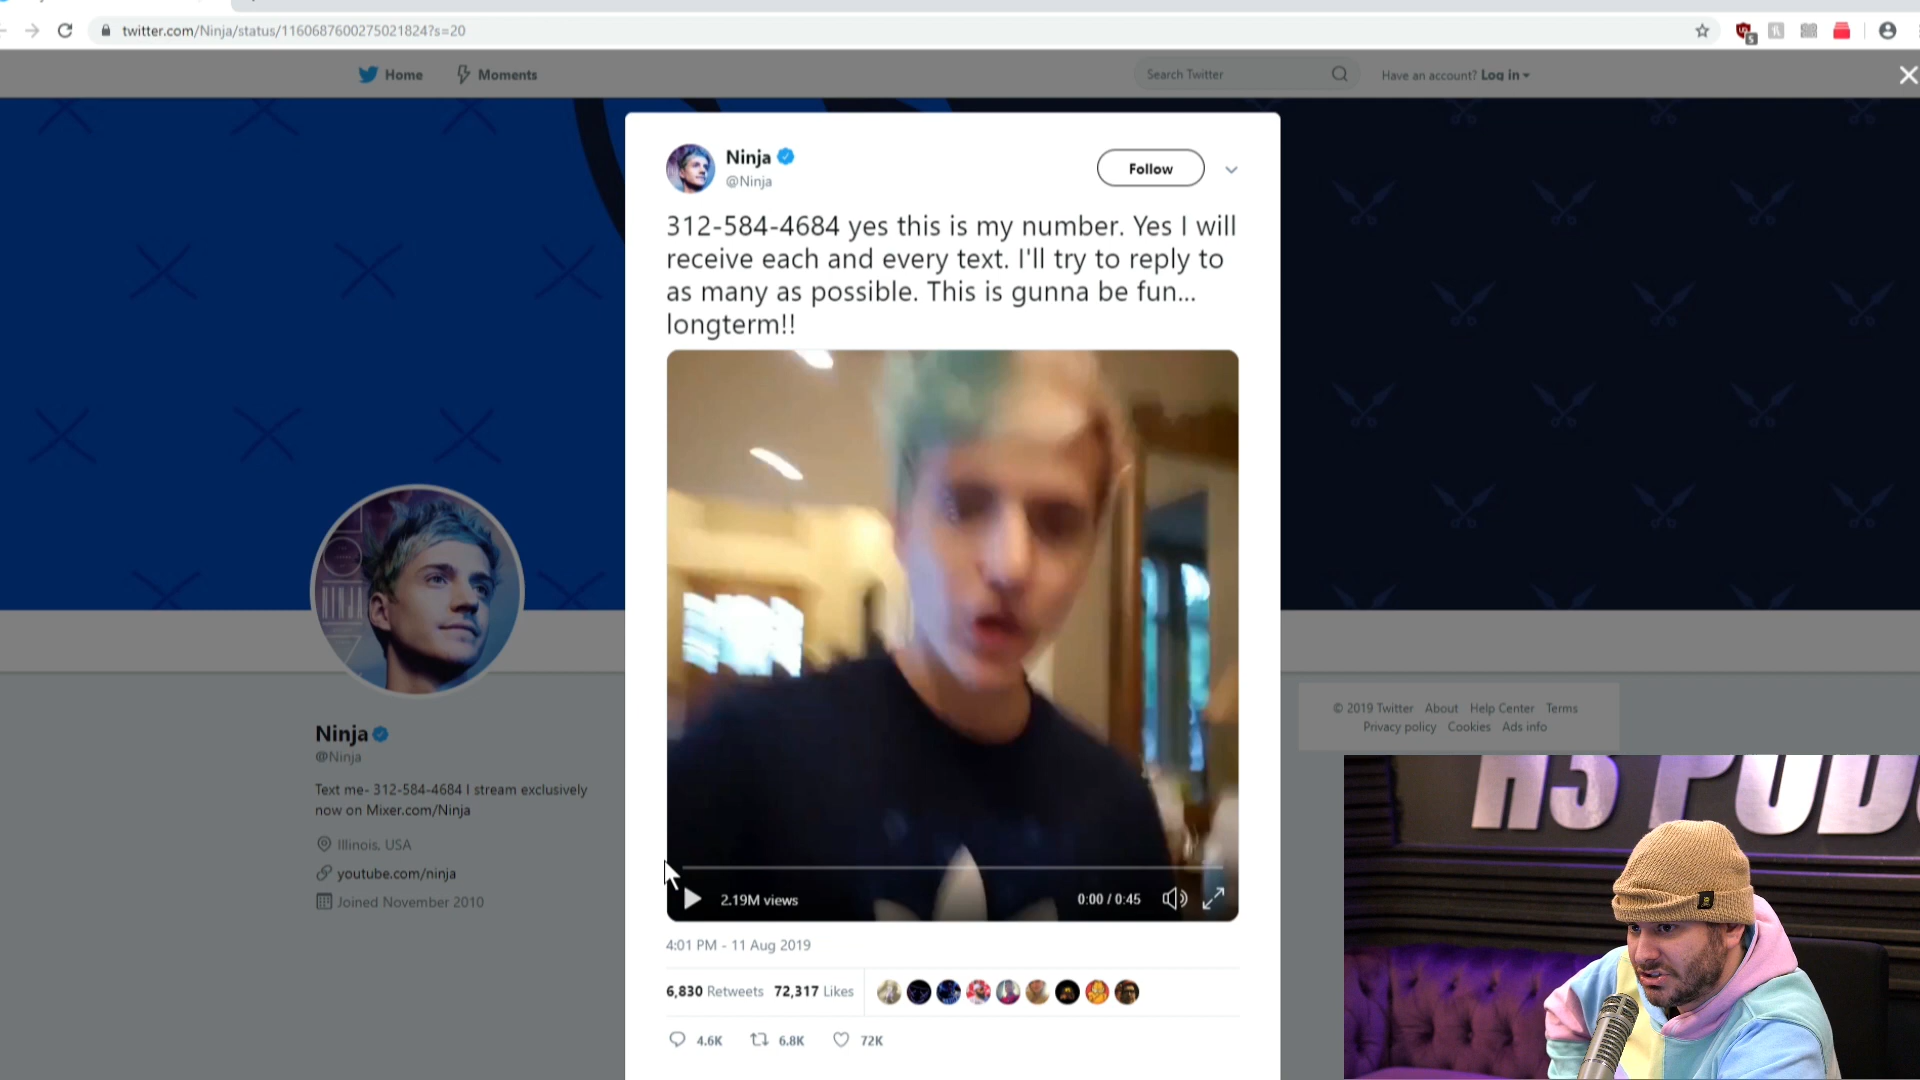 twitter.com/Ninja/status/1160687600275021824?s=20
Home
Moments
Search Twitter
Have an account? Log in
Ninja
@Ninja
Follow
312-584-4684 yes this is my number. Yes I will
receive each and every text. I'll try to reply to
as many as possible. This is gunna be fun...
longterm!!
2.19M views
0:00 / 0:45
4:01 PM - 11 Aug 2019
6,830 Retweets 72,317 Likes
4.6K
6.8K
72K
Ninja
@Ninja
Text me- 312-584-4684 I stream exclusively
now on Mixer.com/Ninja
Illinois, USA
youtube.com/ninja
Joined November 2010
© 2019 Twitter About Help Center Terms
Privacy policy Cookies Ads info
H3 PODC